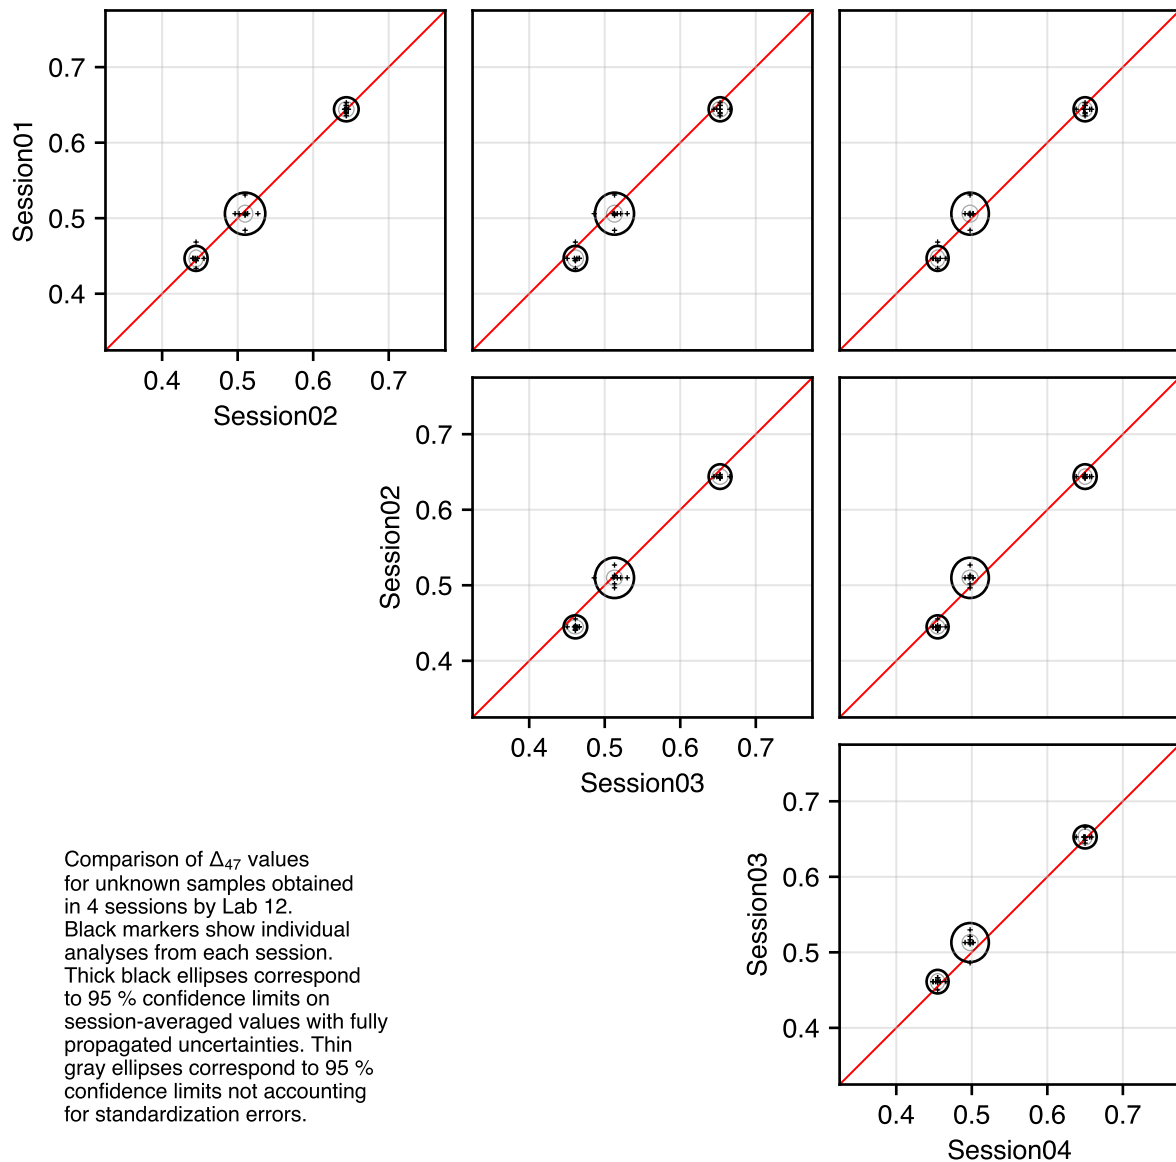 0.7
0.6
0.5
0.4
Session01
0.4 0.5 0.6 0.7
Session02
0.7
0.6
0.5
0.4
Session02
0.4 0.5 0.6 0.7
Session03
0.7
0.6
0.5
0.4
Session03
0.4 0.5 0.6 0.7
Session04
Comparison of Δ₄₇ values
for unknown samples obtained
in 4 sessions by Lab 12.
Black markers show individual
analyses from each session.
Thick black ellipses correspond
to 95 % confidence limits on
session-averaged values with fully
propagated uncertainties. Thin
gray ellipses correspond to 95 %
confidence limits not accounting
for standardization errors.